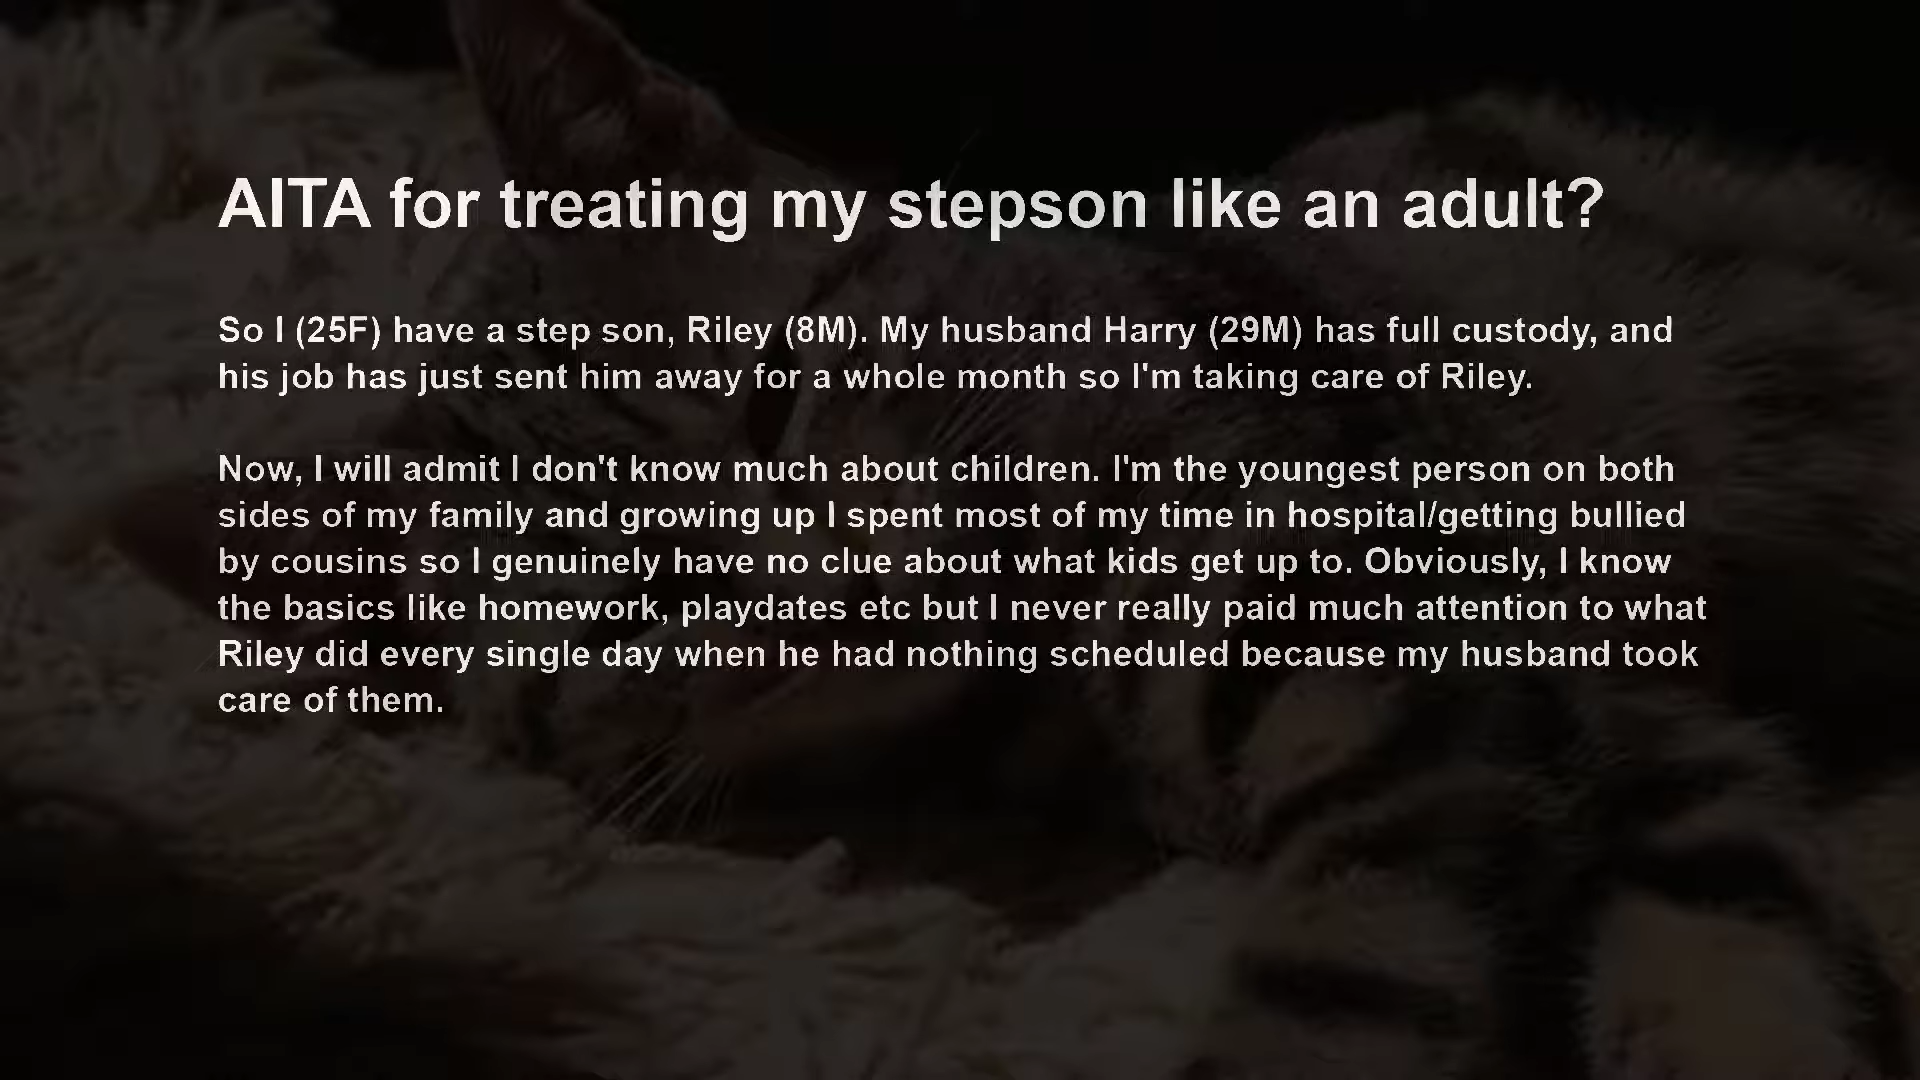 AITA for treating my stepson like an adult?
So I (25F) have a step son, Riley (8M). My husband Harry (29M) has full custody, and
his job has just sent him away for a whole month so I'm taking care of Riley.
Now, I will admit I don't know much about children. I'm the youngest person on both
sides of my family and growing up I spent most of my time in hospital/getting bullied
by cousins so I genuinely have no clue about what kids get up to. Obviously, I know
the basics like homework, playdates etc but I never really paid much attention to what
Riley did every single day when he had nothing scheduled because my husband took
care of them.